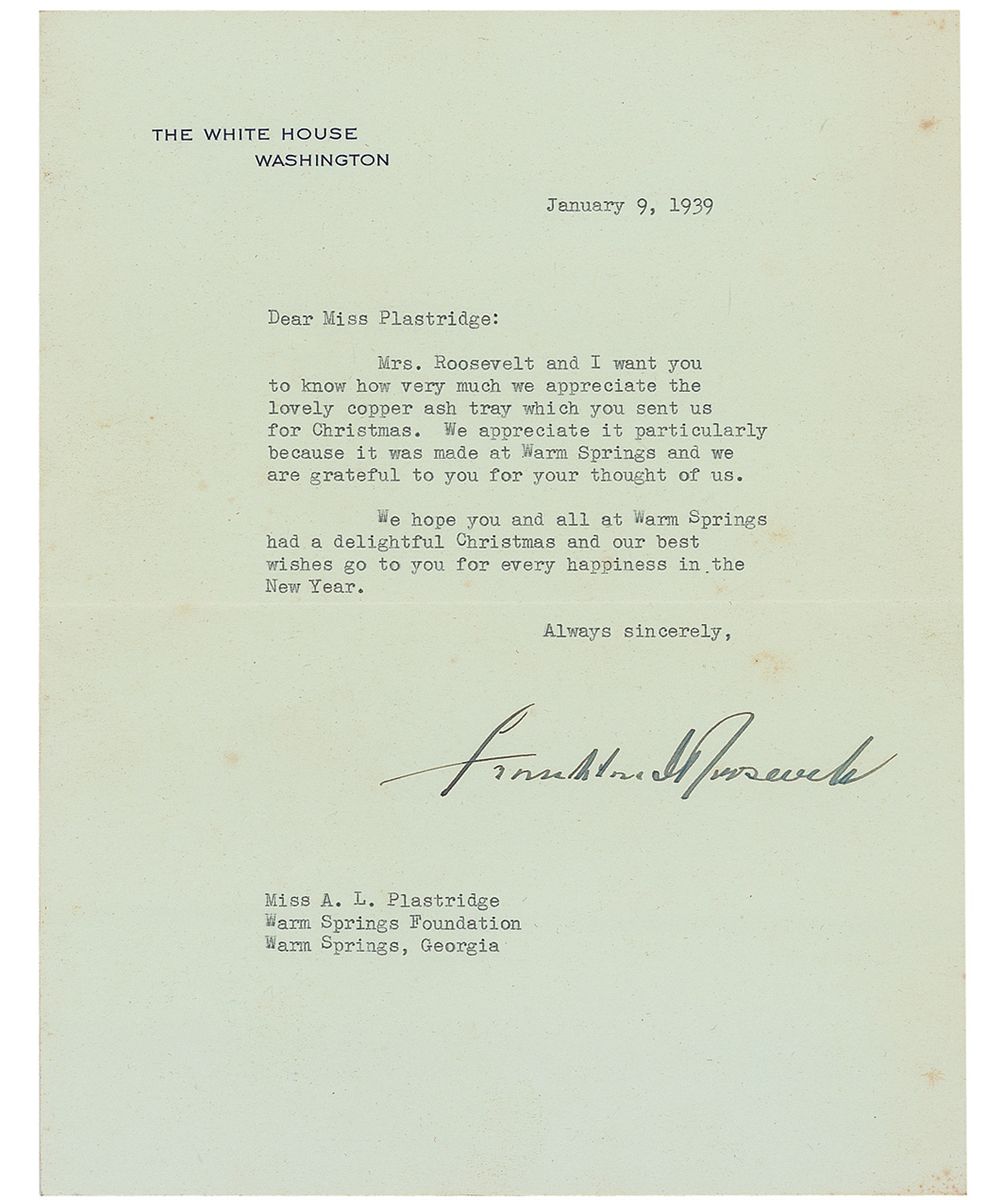 THE WHITE HOUSE
WASHINGTON
January 9, 1939
Dear Miss Plastridge:
Mrs. Roosevelt and I want you
to know how very much we appreciate the
lovely copper ash tray which you sent us
for Christmas. We appreciate it particularly
because it was made at Warm Springs and we
are grateful to you for your thought of us.
We hope you and all at Warm Springs
had a delightful Christmas and our best
wishes go to you for every happiness in the
New Year.
Always sincerely,
Franklin D Roosevelt
Miss A. L. Plastridge
Warm Springs Foundation
Warm Springs, Georgia